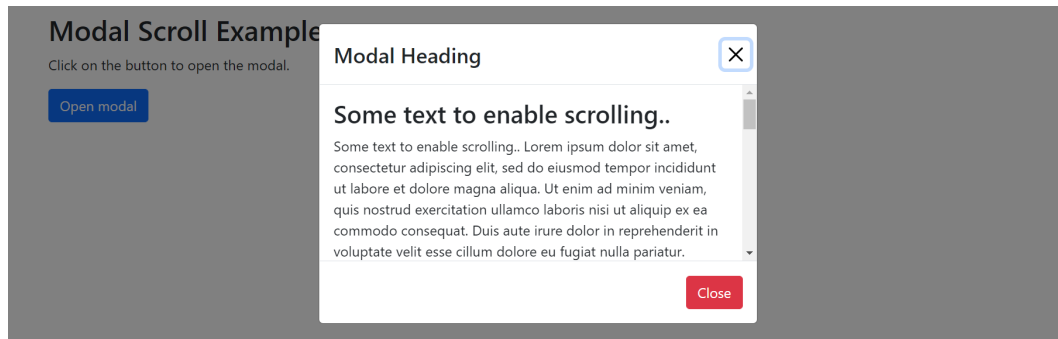 Modal Scroll Example
Click on the button to open the modal.
Open modal
Modal Heading
Some text to enable scrolling..
Some text to enable scrolling.. Lorem ipsum dolor sit amet,
consectetur adipiscing elit, sed do eiusmod tempor incididunt
ut labore et dolore magna aliqua. Ut enim ad minim veniam,
quis nostrud exercitation ullamco laboris nisi ut aliquip ex ea
commodo consequat. Duis aute irure dolor in reprehenderit in
voluptate velit esse cillum dolore eu fugiat nulla pariatur.
Close